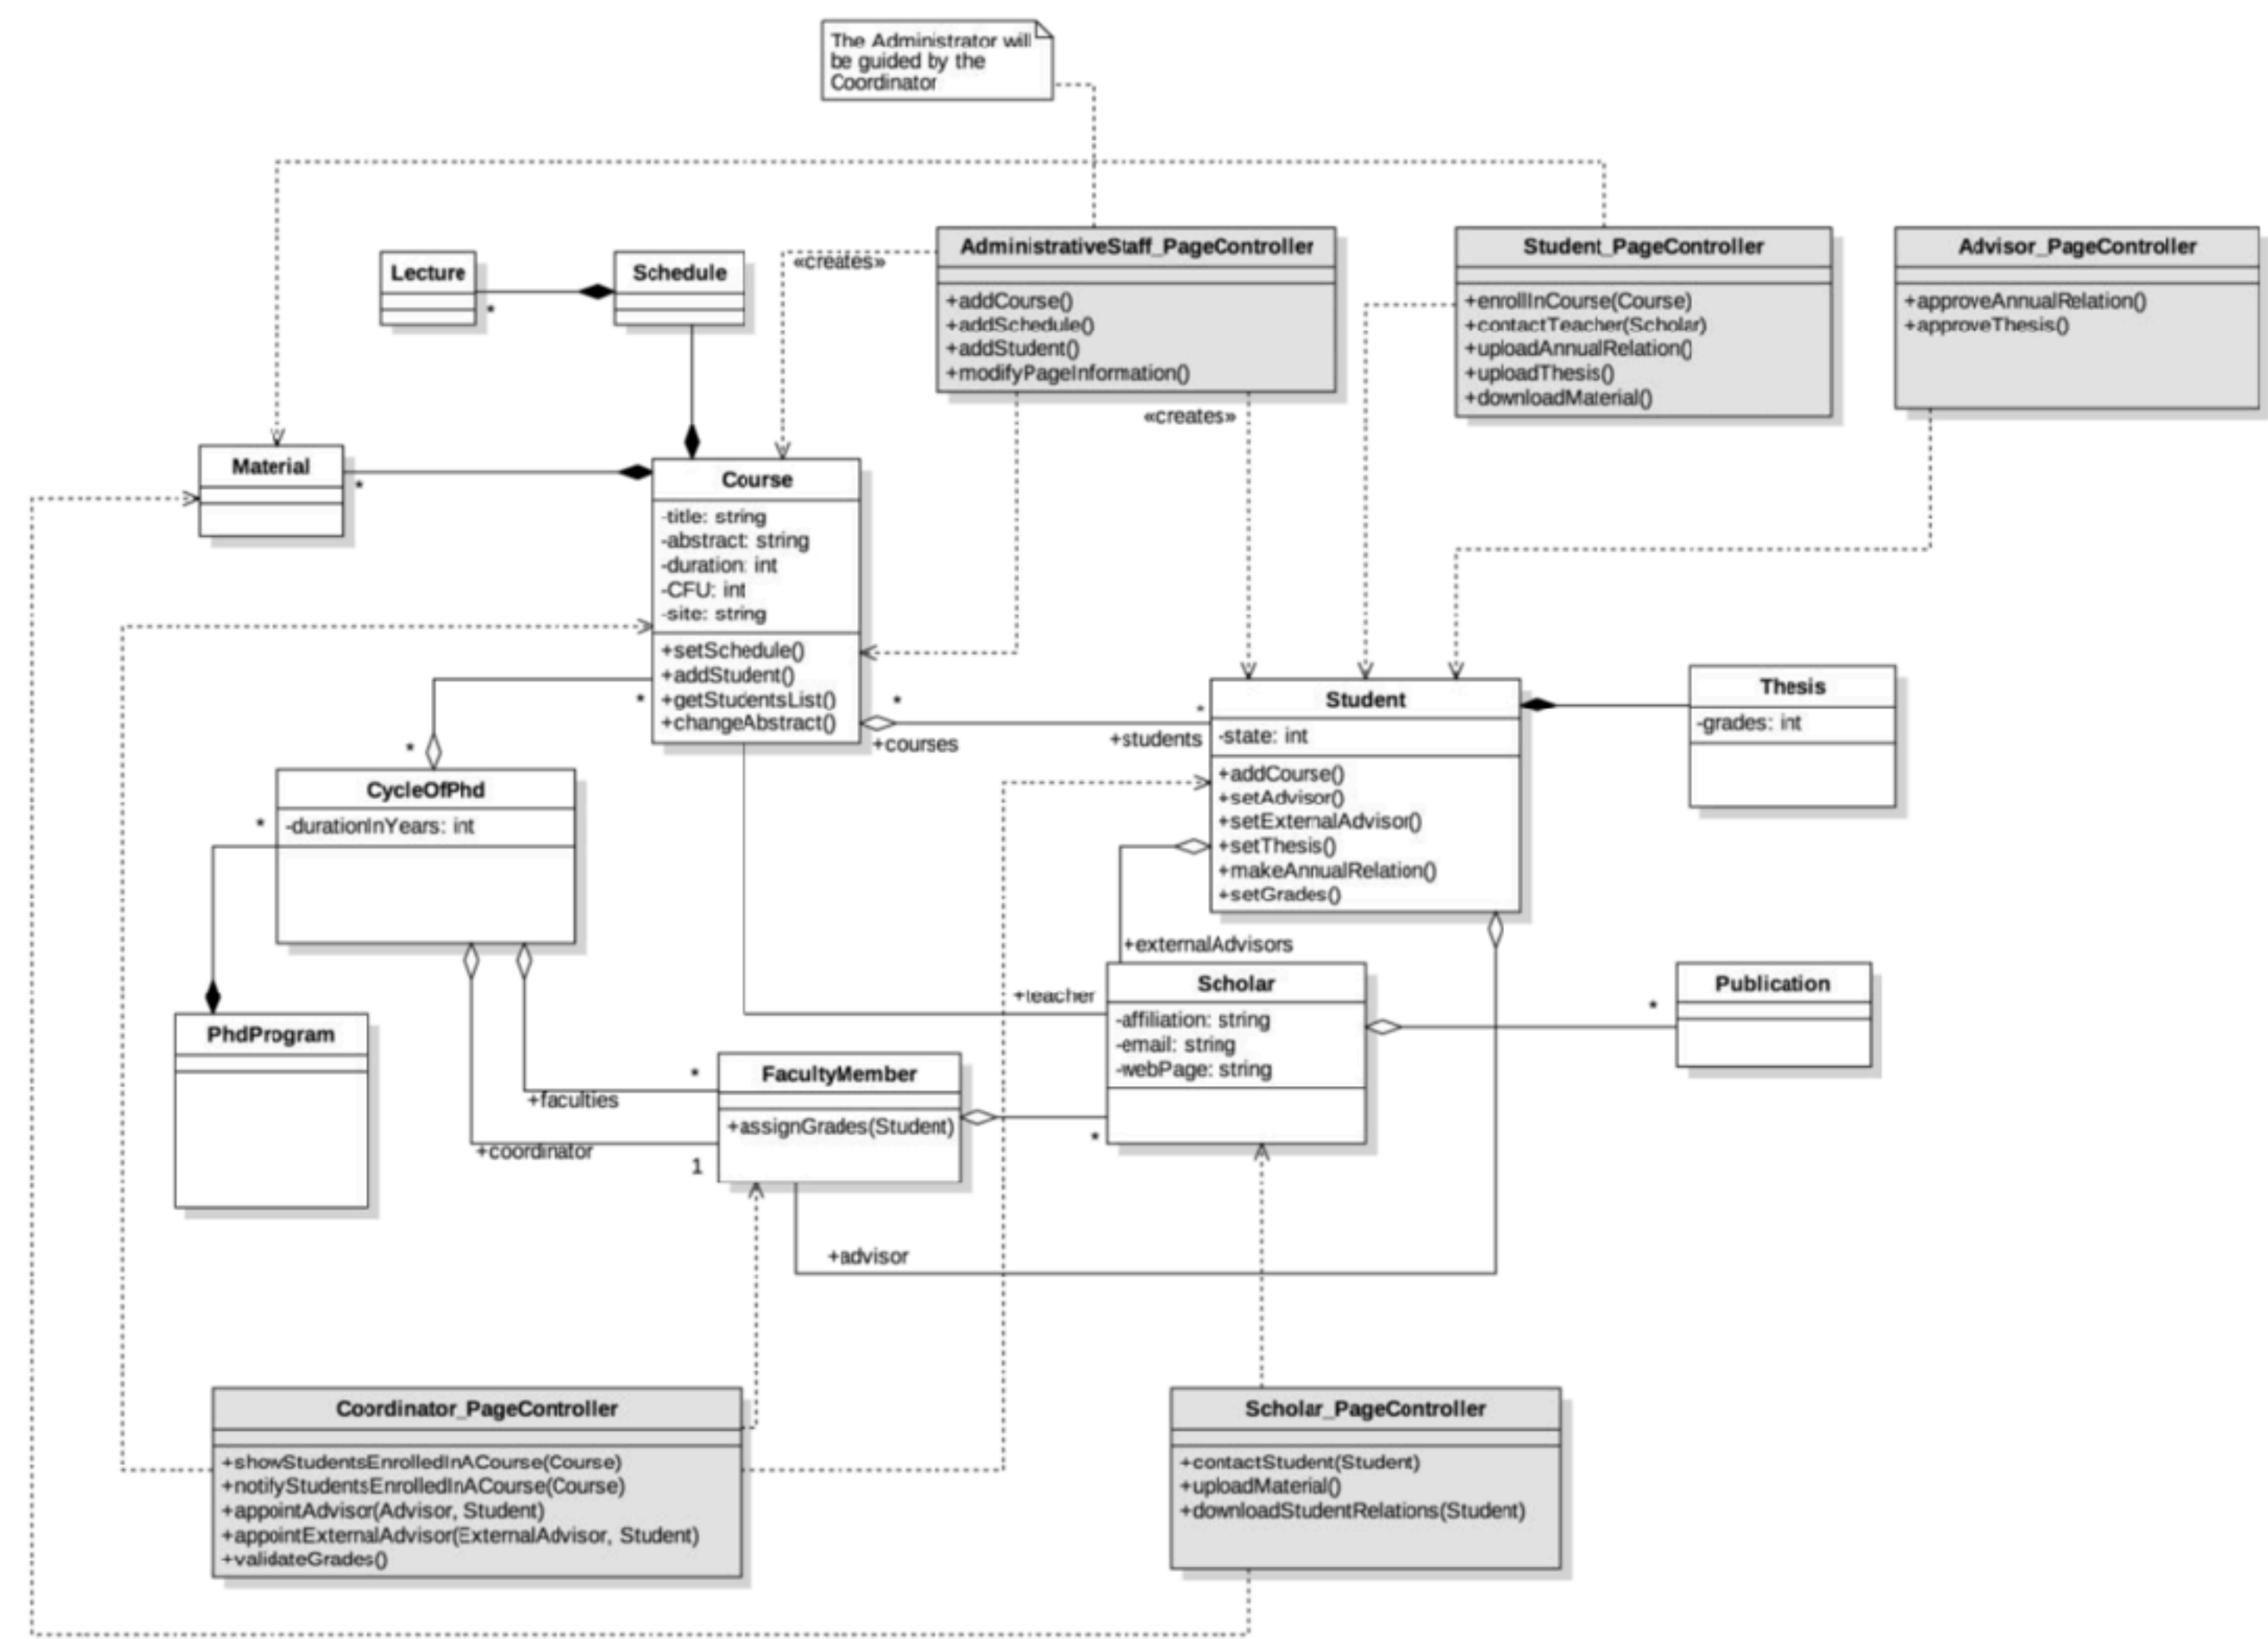 The Administrator will
be guided by the
Coordinator
AdministrativeStaff_PageController
+addCourse()
+addSchedule()
+addStudent()
+modifyPageInformation()
Student_PageController
+enrollInCourse(Course)
+contactTeacher(Scholar)
+uploadAnnualRelation()
+uploadThesis()
+downloadMaterial()
Advisor_PageController
+approveAnnualRelation()
+approveThesis()
Lecture
*
Schedule
«creates»
«creates»
Material
*
Course
-title: string
-abstract: string
-duration: int
-CFU: int
-site: string
+setSchedule()
+addStudent()
+getStudentsList()
+changeAbstract()
*
*
*
+courses
*
+students
Student
-state: int
+addCourse()
+setAdvisor()
+setExternalAdvisor()
+setThesis()
+makeAnnualRelation()
+setGrades()
Thesis
-grades: int
CycleOfPhd
-durationInYears: int
*
PhdProgram
+externalAdvisors
+teacher
Scholar
-affiliation: string
-email: string
-webPage: string
*
Publication
*
FacultyMember
+assignGrades(Student)
*
+faculties
+coordinator
1
+advisor
Coordinator_PageController
+showStudentsEnrolledInACourse(Course)
+notifyStudentsEnrolledInACourse(Course)
+appointAdvisor(Advisor, Student)
+appointExternalAdvisor(ExternalAdvisor, Student)
+validateGrades()
Scholar_PageController
+contactStudent(Student)
+uploadMaterial()
+downloadStudentRelations(Student)